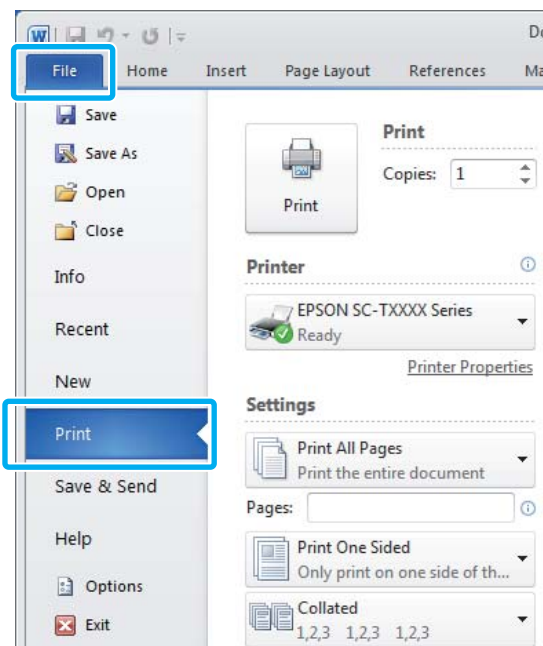 W
Do
File Home Insert Page Layout References Ma
Save
Save As
Open
Close
Info
Recent
New
Print
Save & Send
Help
Options
Exit
Print
Print
Copies: 1
Printer
EPSON SC-TXXXX Series
Ready
Printer Properties
Settings
Print All Pages
Print the entire document
Pages:
Print One Sided
Only print on one side of th...
Collated
1,2,3 1,2,3 1,2,3